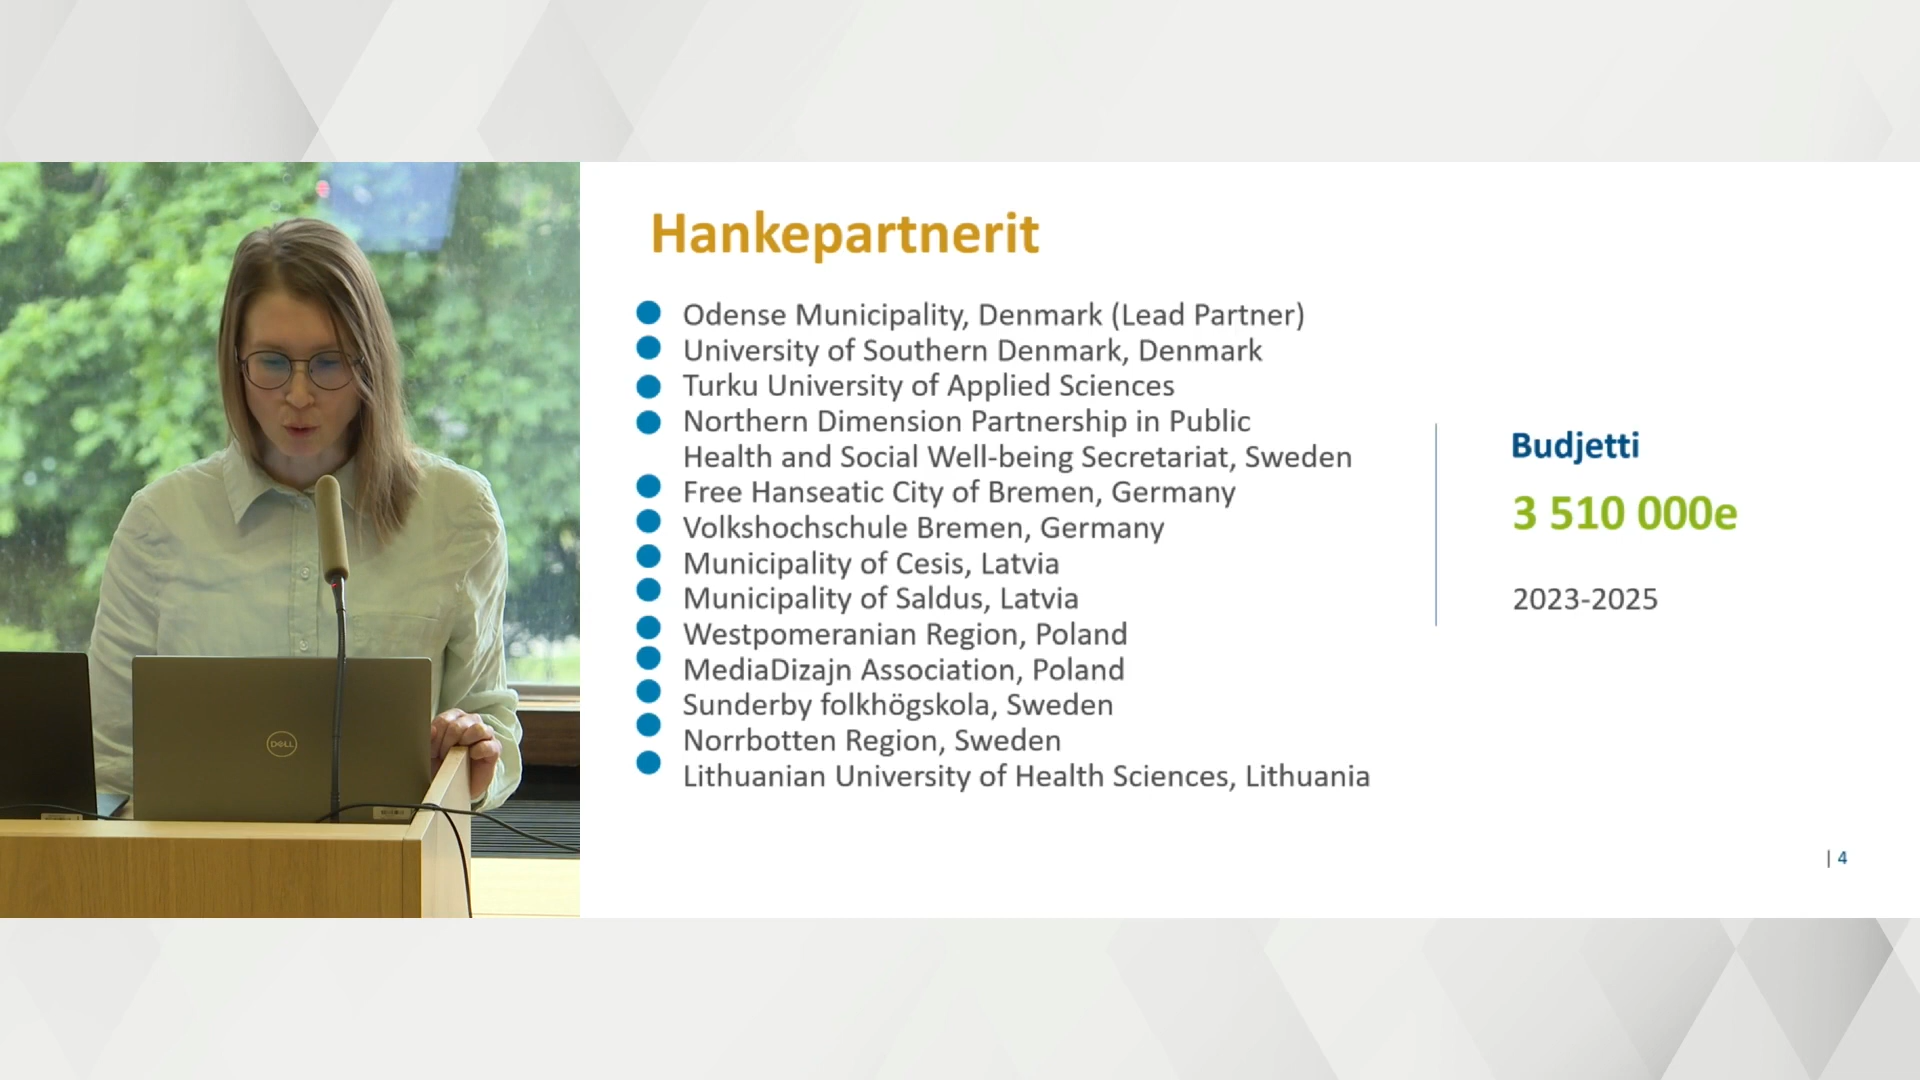 Hankepartnerit
Odense Municipality, Denmark (Lead Partner)
University of Southern Denmark, Denmark
Turku University of Applied Sciences
Northern Dimension Partnership in Public
Health and Social Well-being Secretariat, Sweden
Free Hanseatic City of Bremen, Germany
Volkshochschule Bremen, Germany
Municipality of Cesis, Latvia
Municipality of Saldus, Latvia
Westpomeranian Region, Poland
MediaDizajn Association, Poland
Sunderby folkhögskola, Sweden
Norrbotten Region, Sweden
Lithuanian University of Health Sciences, Lithuania
Budjetti
3 510 000e
2023-2025
| 4
DELL